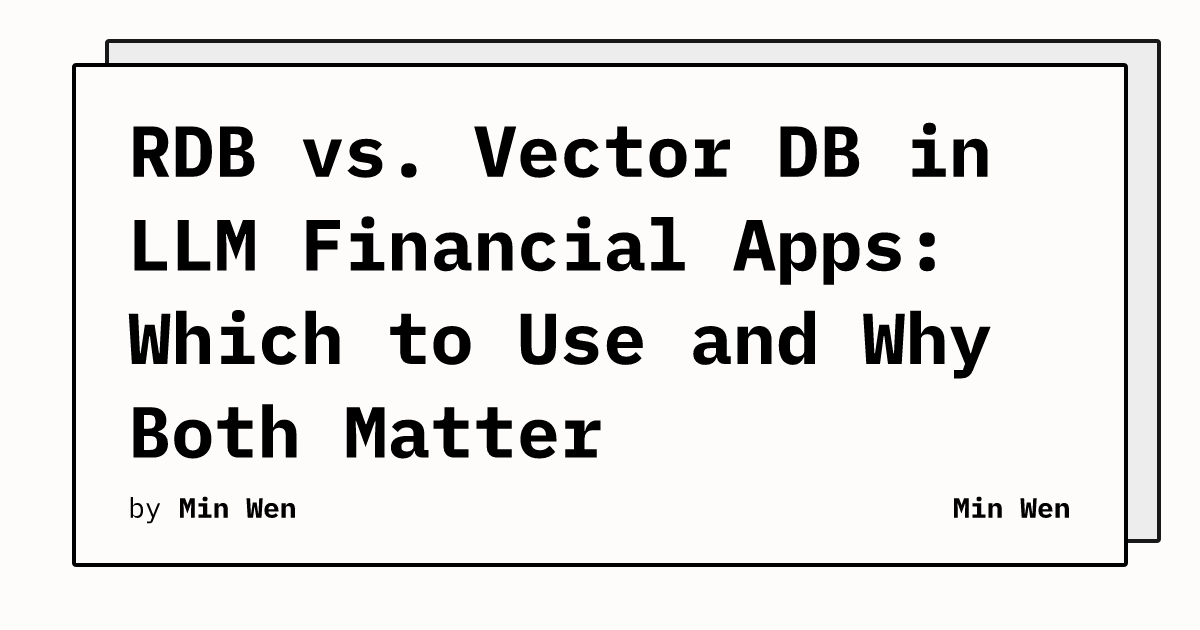 RDB vs. Vector DB in
LLM Financial Apps:
Which to Use and Why
Both Matter
by Min Wen
Min Wen